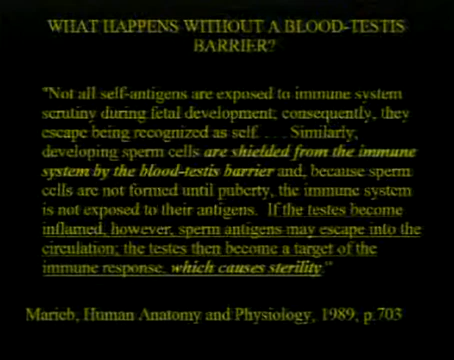 WHAT HAPPENS WITHOUT A BLOOD-TESTIS
BARRIER?
"Not all self-antigens are exposed to immune system
scrutiny during fetal development; consequently, they
escape being recognized as self. . . . Similarly,
developing sperm cells are shielded from the immune
system by the blood-testis barrier and, because sperm
cells are not formed until puberty, the immune system
is not exposed to their antigens. If the testes become
inflamed, however, sperm antigens may escape into the
circulation; the testes then become a target of the
immune response, which causes sterility."
Marieb, Human Anatomy and Physiology, 1989, p.703